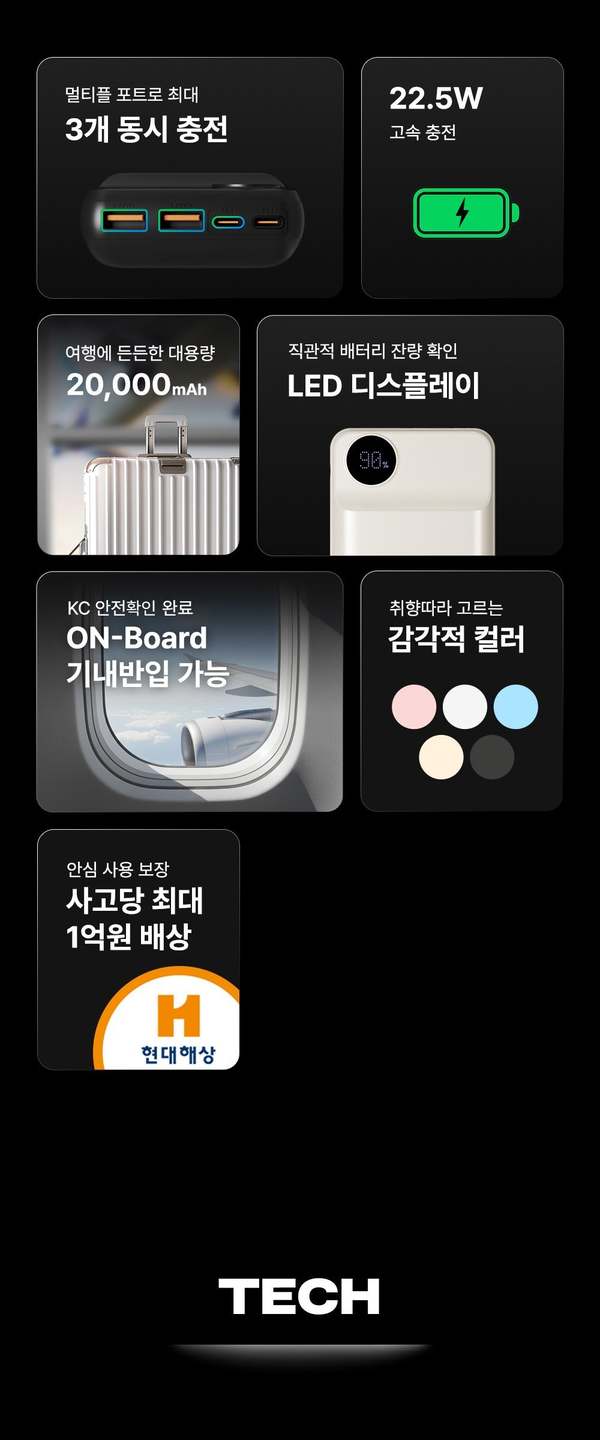 멀티플 포트로 최대
3개 동시 충전
22.5W
고속 충전
여행에 든든한 대용량
20,000mAh
직관적 배터리 잔량 확인
LED 디스플레이
90%
KC 안전확인 완료
ON-Board
기내반입 가능
취향따라 고르는
감각적 컬러
안심 사용 보장
사고당 최대
1억원 배상
현대해상
TECH